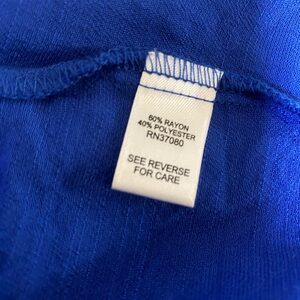 60% RAYON
40% POLYESTER
RN37080
SEE REVERSE
FOR CARE